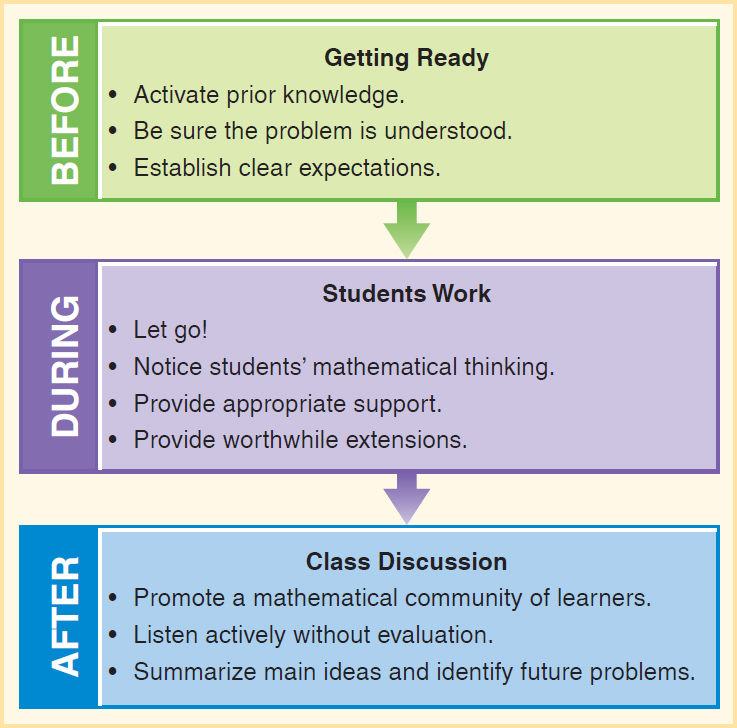 BEFORE
Getting Ready
• Activate prior knowledge.
• Be sure the problem is understood.
• Establish clear expectations.
DURING
Students Work
• Let go!
• Notice students’ mathematical thinking.
• Provide appropriate support.
• Provide worthwhile extensions.
AFTER
Class Discussion
• Promote a mathematical community of learners.
• Listen actively without evaluation.
• Summarize main ideas and identify future problems.